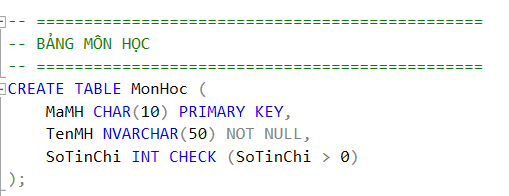 -- =============================================
-- BẢNG MÔN HỌC
-- =============================================
CREATE TABLE MonHoc (
    MaMH CHAR(10) PRIMARY KEY,
    TenMH NVARCHAR(50) NOT NULL,
    SoTinChi INT CHECK (SoTinChi > 0)
);